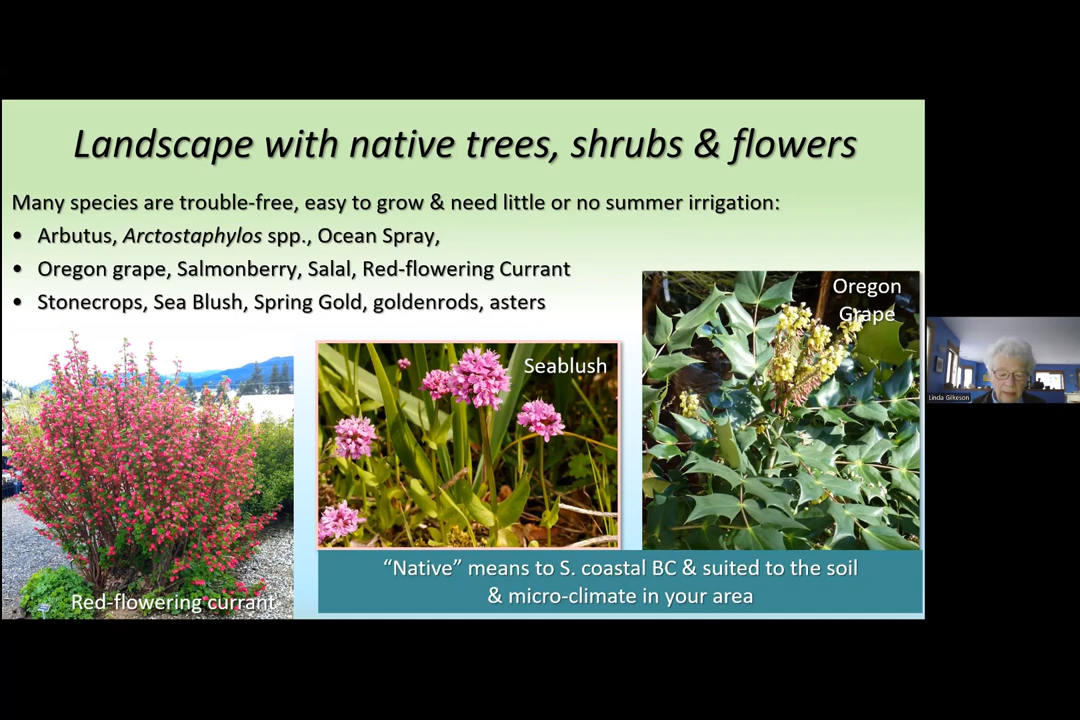 Landscape with native trees, shrubs & flowers
Many species are trouble-free, easy to grow & need little or no summer irrigation:
• Arbutus, Arctostaphylos spp., Ocean Spray,
• Oregon grape, Salmonberry, Salal, Red-flowering Currant
• Stonecrops, Sea Blush, Spring Gold, goldenrods, asters
Oregon
Grape
Seablush
Linda Gilkeson
"Native" means to S. coastal BC & suited to the soil
& micro-climate in your area
Red-flowering currant